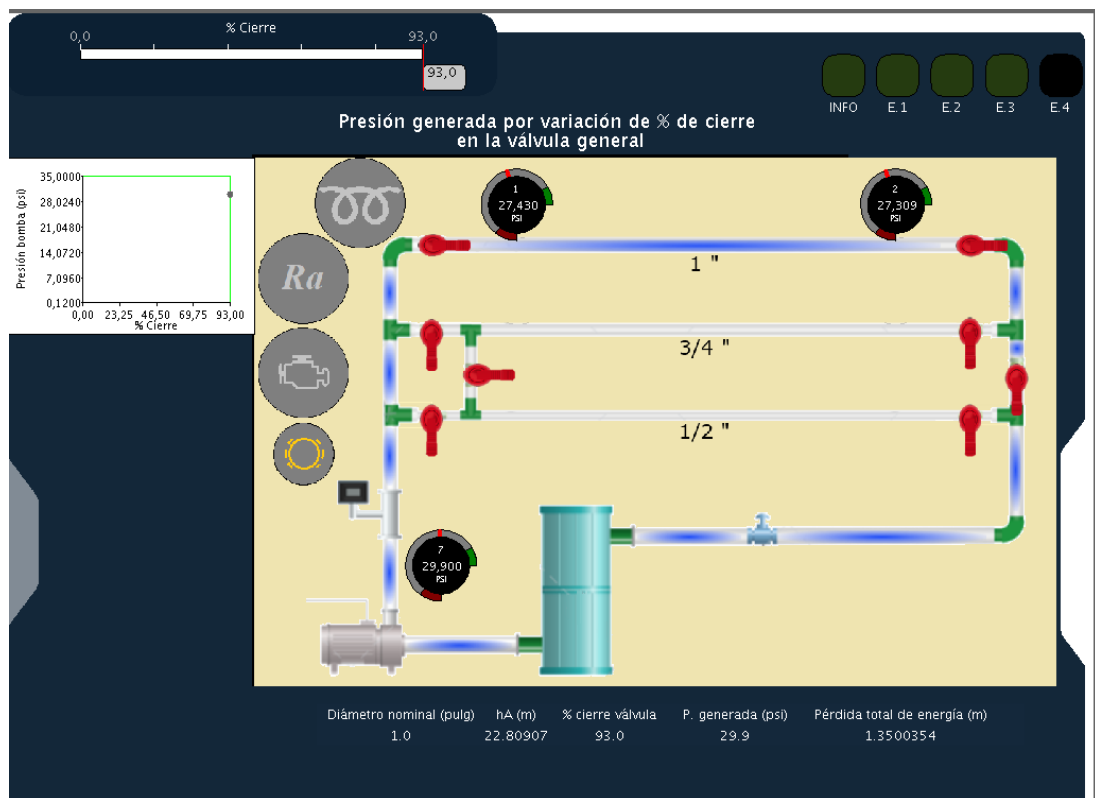 % Cierre
0,0 93,0
93,0
INFO E.1 E.2 E.3 E.4
Presión generada por variación de % de cierre
en la válvula general
Presión bomba (psi)
35,0000
28,0240
21,0480
14,0720
7,0960
0,1200
0,00 23,25 46,50 69,75 93,00
% Cierre
Ra
1
27,430
PSI
2
27,309
PSI
1 "
3/4 "
1/2 "
7
29,900
PSI
Diámetro nominal (pulg) hA (m) % cierre válvula P. generada (psi) Pérdida total de energía (m)
1.0 22.80907 93.0 29.9 1.3500354